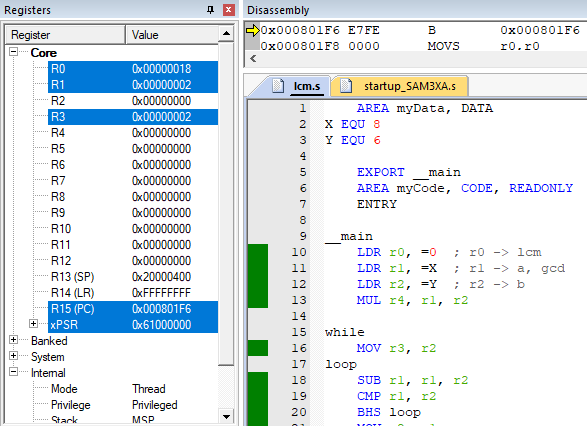 Registers
Register Value
Core
R0 0x00000018
R1 0x00000002
R2 0x00000000
R3 0x00000002
R4 0x00000000
R5 0x00000000
R6 0x00000000
R7 0x00000000
R8 0x00000000
R9 0x00000000
R10 0x00000000
R11 0x00000000
R12 0x00000000
R13 (SP) 0x20000400
R14 (LR) 0xFFFFFFFF
R15 (PC) 0x000801F6
xPSR 0x61000000
Banked
System
Internal
Mode Thread
Privilege Privileged
Stack MSP
Disassembly
0x000801F6 E7FE B 0x000801F6
0x000801F8 0000 MOVS r0,r0
lcm.s startup_SAM3XA.s
1 AREA myData, DATA
2 X EQU 8
3 Y EQU 6
4
5 EXPORT __main
6 AREA myCode, CODE, READONLY
7 ENTRY
8
9 __main
10 LDR r0, =0 ; r0 -> lcm
11 LDR r1, =X ; r1 -> a, gcd
12 LDR r2, =Y ; r2 -> b
13 MUL r4, r1, r2
14
15 while
16 MOV r3, r2
17 loop
18 SUB r1, r1, r2
19 CMP r1, r2
20 BHS loop